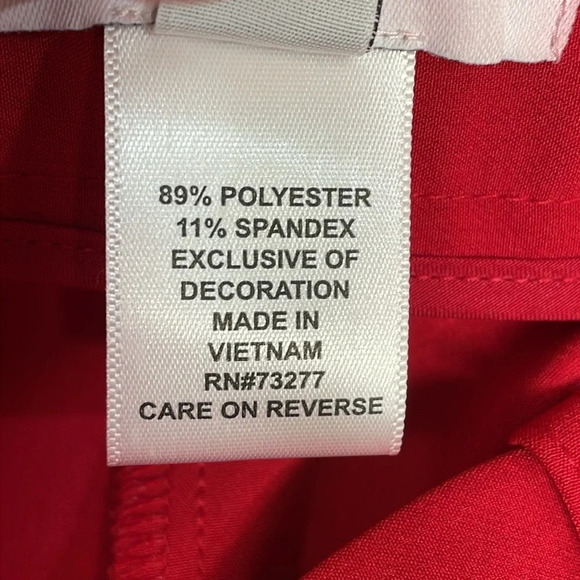 89% POLYESTER
11% SPANDEX
EXCLUSIVE OF
DECORATION
MADE IN
VIETNAM
RN#73277
CARE ON REVERSE